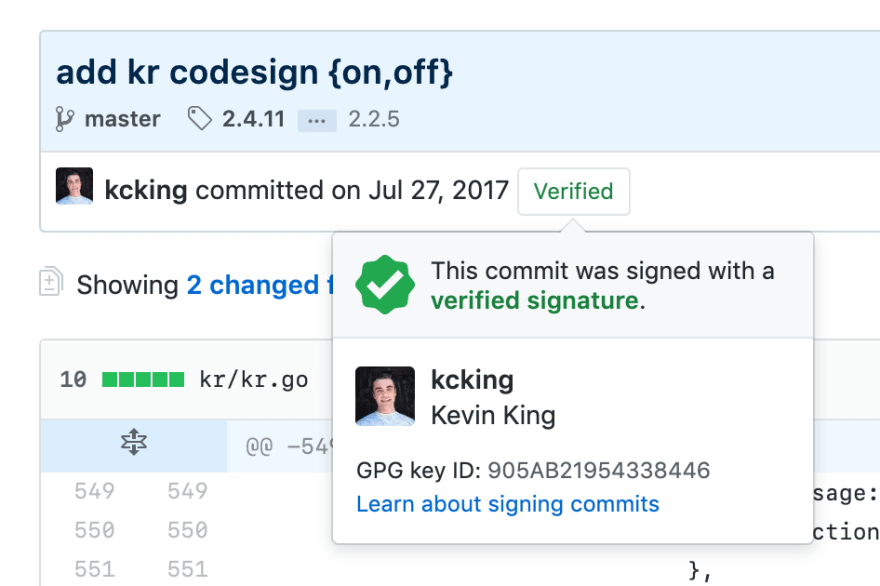 add kr codesign {on,off}
master 2.4.11 ... 2.2.5
kcking committed on Jul 27, 2017 Verified
This commit was signed with a
verified signature.
Showing 2 changed
kcking
Kevin King
10 kr/kr.go
GPG key ID: 905AB21954338446
Learn about signing commits
@@ -549
549 549 sage:
550 550 ction
551 551 },